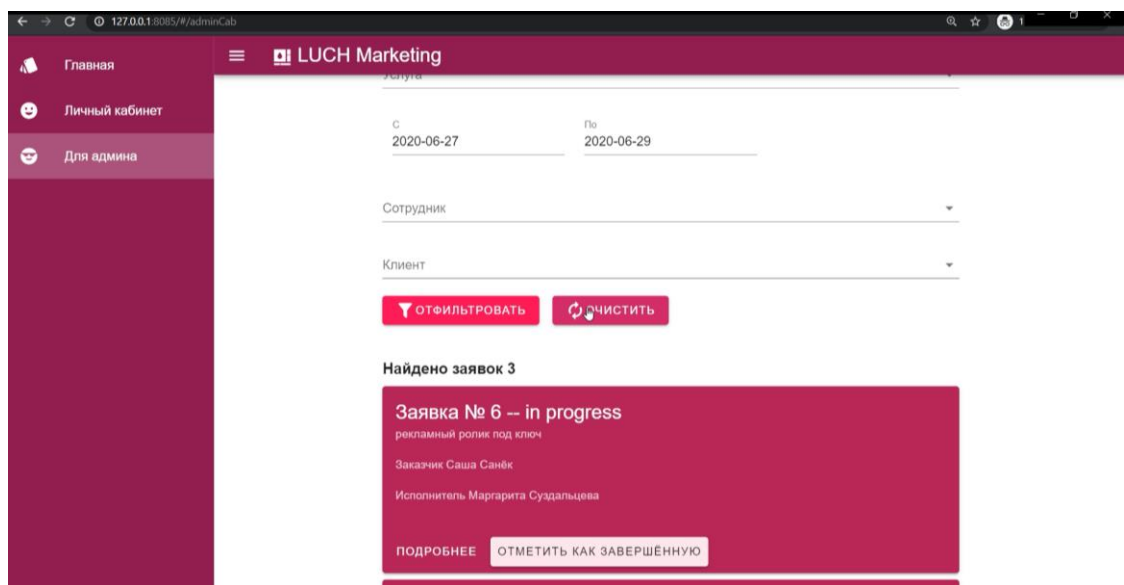 127.0.0.1:8085/#/adminCab
Главная
Личный кабинет
Для админа
LUCH Marketing
Услуга
С
По
2020-06-27
2020-06-29
Сотрудник
Клиент
ОТФИЛЬТРОВАТЬ
ОЧИСТИТЬ
Найдено заявок 3
Заявка № 6 -- in progress
рекламный ролик под ключ
Заказчик Саша Санёк
Исполнитель Маргарита Суздальцева
ПОДРОБНЕЕ
ОТМЕТИТЬ КАК ЗАВЕРШЁННУЮ